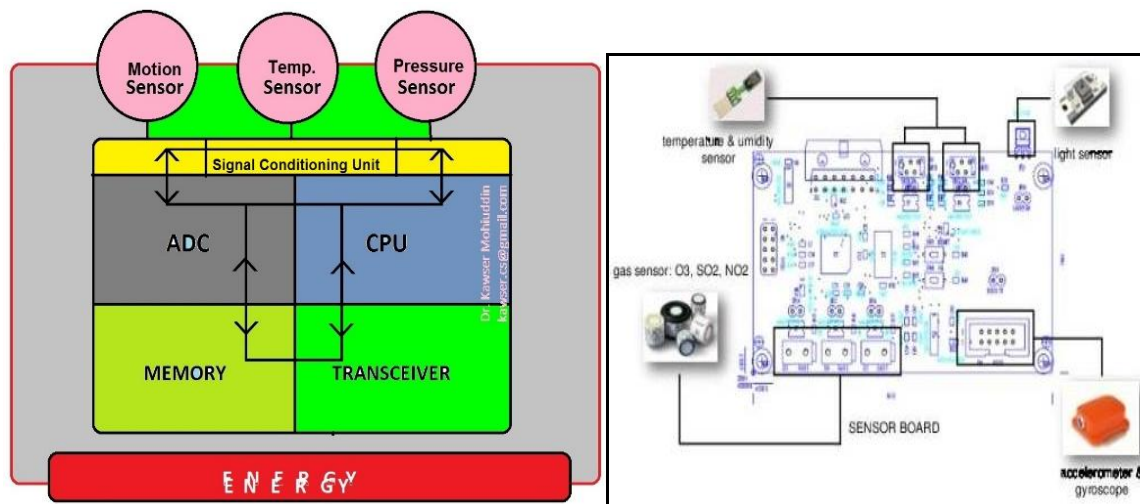 Motion
Sensor
Temp.
Sensor
Pressure
Sensor
Signal Conditioning Unit
ADC
CPU
MEMORY
TRANSCEIVER
Dr. Kawser Mohiuddin
kawser.cs@gmail.com
ENERGY
temperature & umidity
sensor
light sensor
gas sensor: O3, SO2, NO2
SENSOR BOARD
accelerometer &
gyroscope